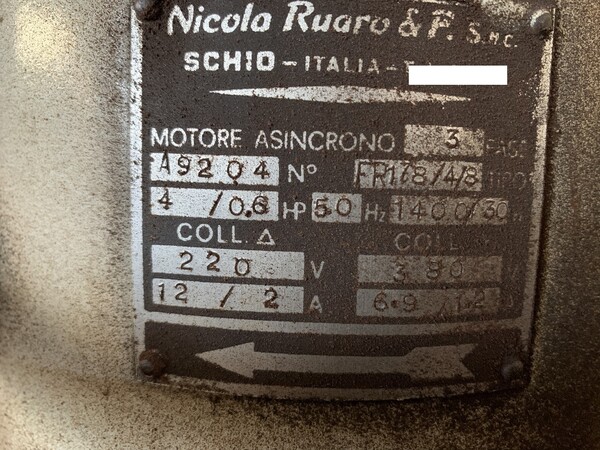 Nicola Ruaro & F. S.N.C.
SCHIO - ITALIA -
MOTORE ASINCRONO 3 FASE
A9204 N° FR178/4/8 TIPO
4 /0.6 HP 50 Hz 1400/30
COLL. Δ COLL.
220 V 380
12 / 2 A 6.9 /1.2